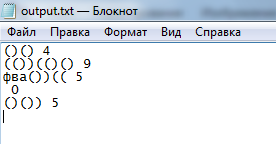 output.txt — Блокнот
Файл Правка Формат Вид Справка
()() 4
(())(()() 9
фва())(( 5
 0
()()) 5